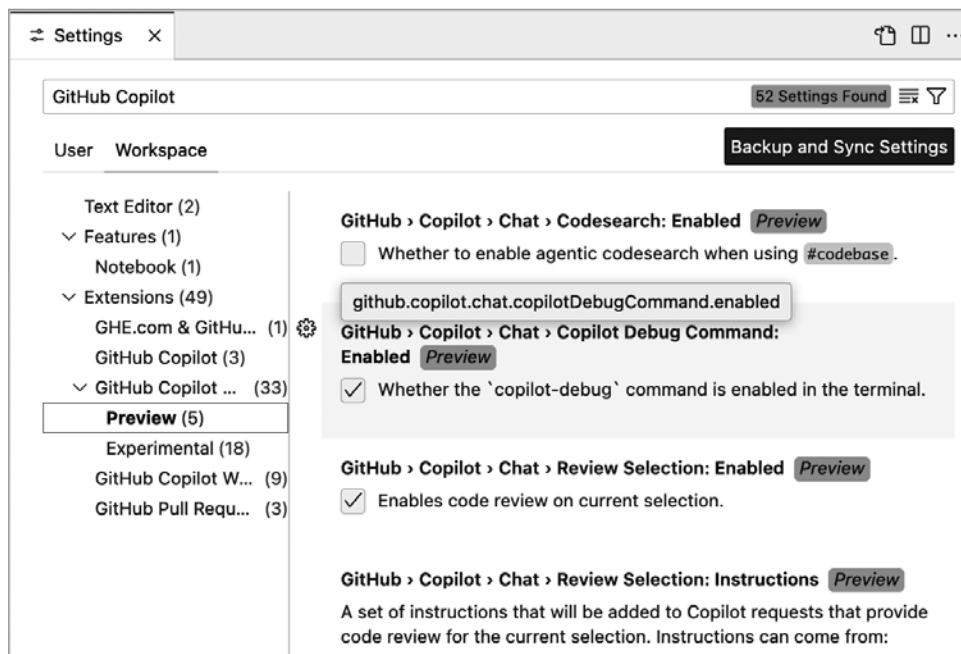 Settings
GitHub Copilot
52 Settings Found
User Workspace
Backup and Sync Settings
Text Editor (2)
Features (1)
Notebook (1)
Extensions (49)
GHE.com & GitHu... (1)
GitHub Copilot (3)
GitHub Copilot ... (33)
Preview (5)
Experimental (18)
GitHub Copilot W... (9)
GitHub Pull Requ... (3)
GitHub › Copilot › Chat › Codesearch: Enabled Preview
Whether to enable agentic codesearch when using #codebase.
github.copilot.chat.copilotDebugCommand.enabled
GitHub › Copilot › Chat › Copilot Debug Command:
Enabled Preview
Whether the `copilot-debug` command is enabled in the terminal.
GitHub › Copilot › Chat › Review Selection: Enabled Preview
Enables code review on current selection.
GitHub › Copilot › Chat › Review Selection: Instructions Preview
A set of instructions that will be added to Copilot requests that provide
code review for the current selection. Instructions can come from: